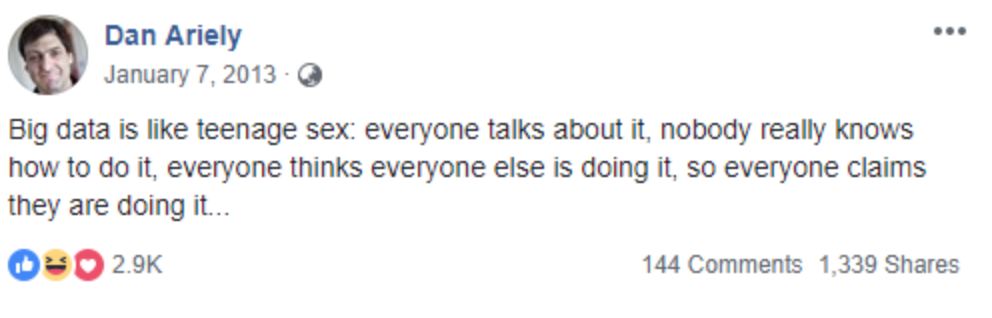 Dan Ariely
January 7, 2013 ·
Big data is like teenage sex: everyone talks about it, nobody really knows
how to do it, everyone thinks everyone else is doing it, so everyone claims
they are doing it...
2.9K 144 Comments 1,339 Shares